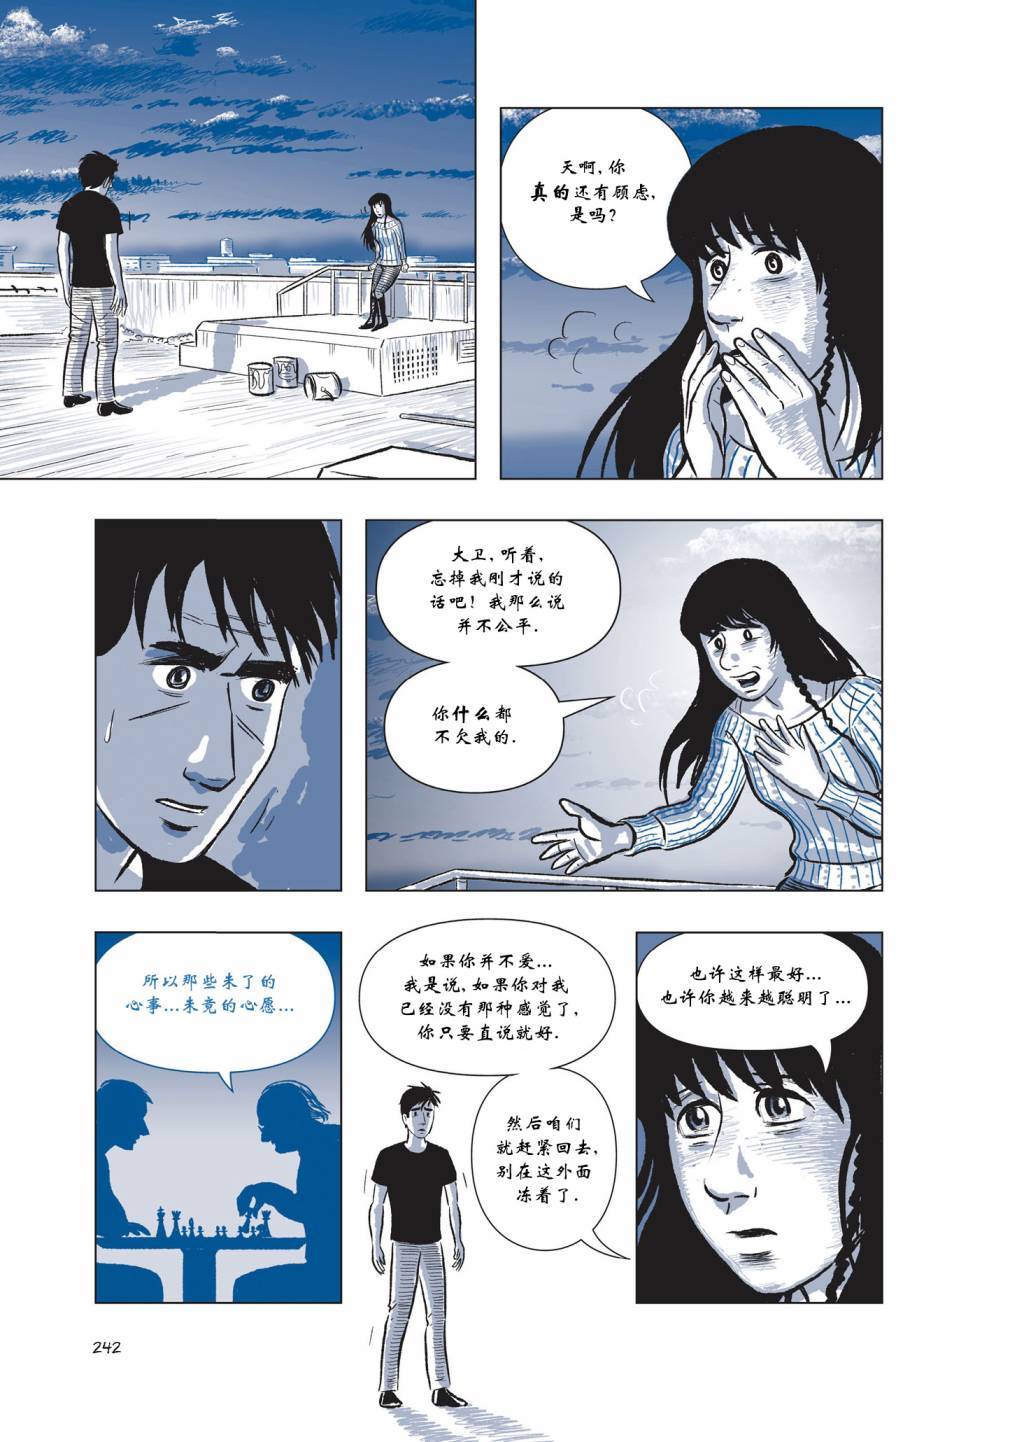 天啊，你
真的还有顾虑，
是吗？
大卫，听着，
忘掉我刚才说的
话吧！我那么说
并不公平.
你什么都
不欠我的.
所以那些未了的
心事...未竟的心愿...
如果你并不爱...
我是说，如果你对我
已经没有那种感觉了，
你只要直说就好.
然后咱们
就赶紧回去，
别在这外面
冻着了.
也许这样最好...
也许你越来越聪明了...
242